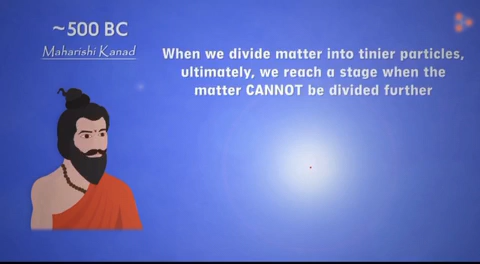 ~500 BC
Maharishi Kanad
When we divide matter into tinier particles,
ultimately, we reach a stage when the
matter CANNOT be divided further